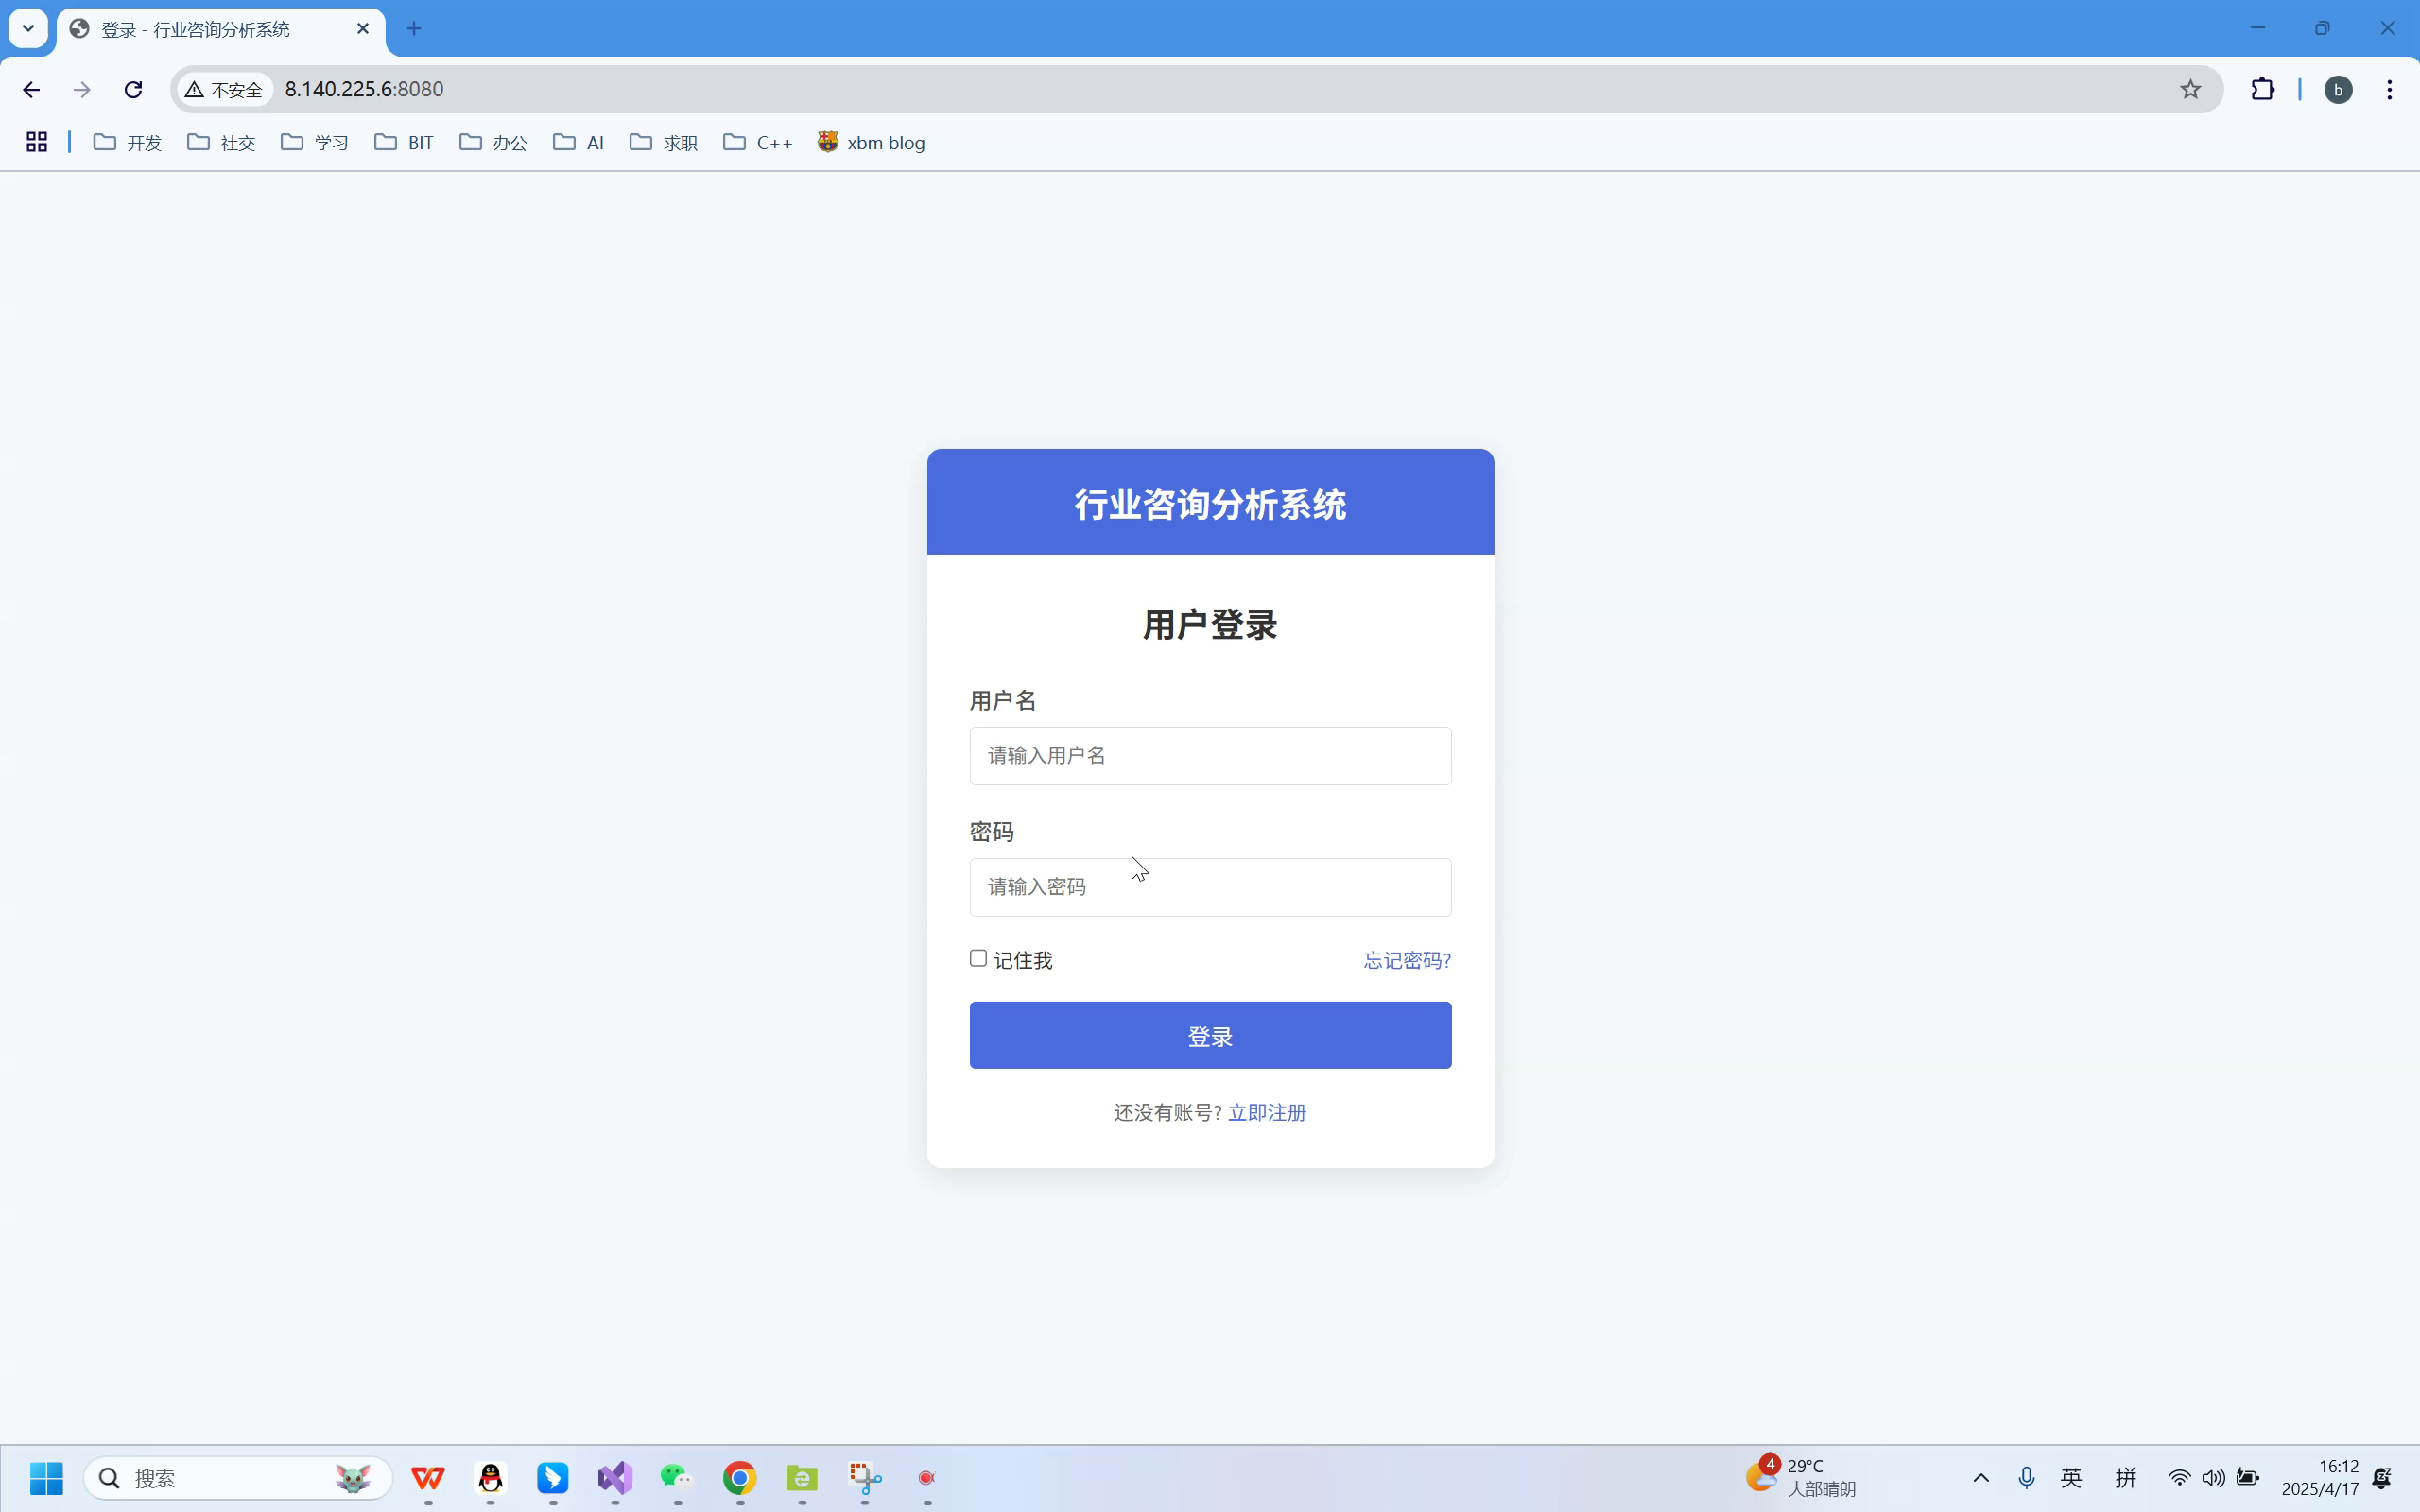 登录 - 行业咨询分析系统
不安全 8.140.225.6:8080
b
开发 社交 学习 BIT 办公 AI 求职 C++ xbm blog
行业咨询分析系统
用户登录
用户名
请输入用户名
密码
请输入密码
记住我 忘记密码?
登录
还没有账号? 立即注册
搜索
4
29°C
大部晴朗
英 拼
16:12
2025/4/17